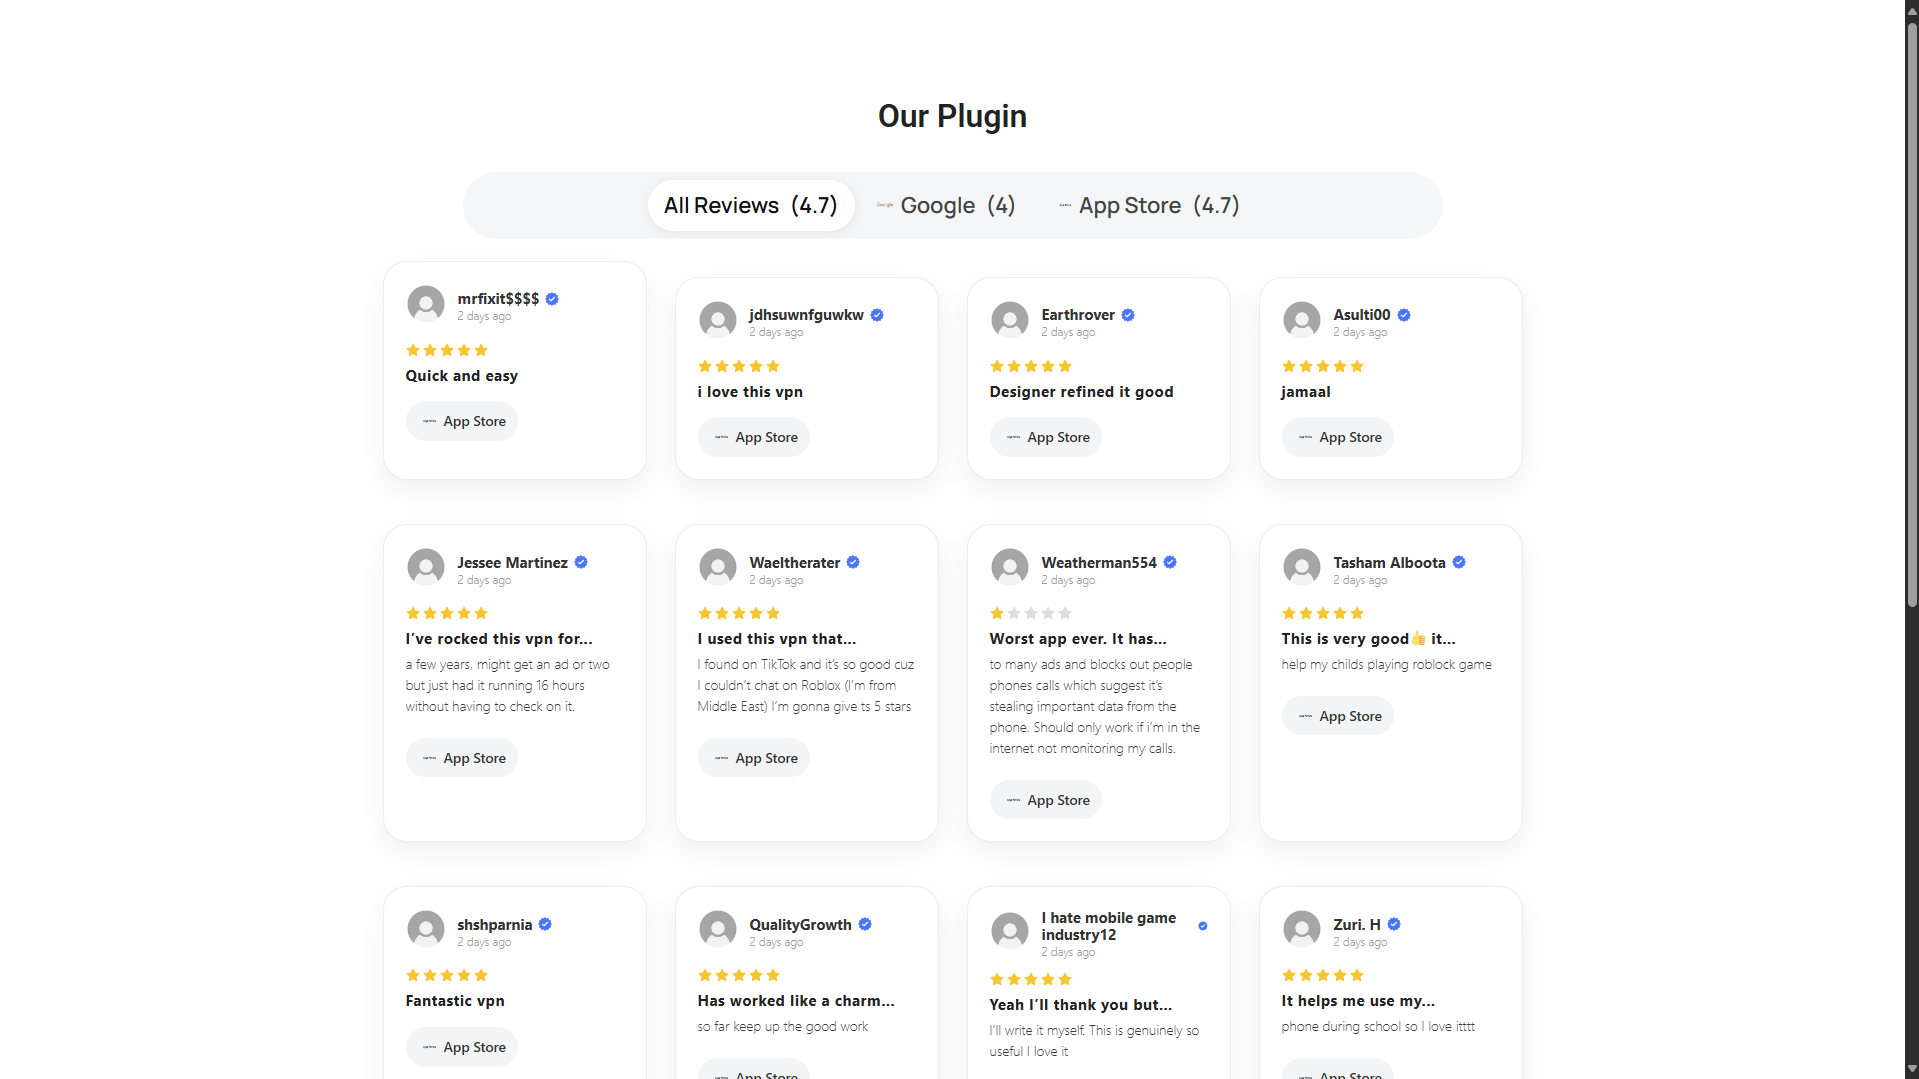 Our Plugin
All Reviews (4.7)
Google Google (4)
App Store (4.7)
mrfixit$$$$
2 days ago
Quick and easy
App Store
jdhsuwnfguwkw
2 days ago
i love this vpn
App Store
Earthrover
2 days ago
Designer refined it good
App Store
Asulti00
2 days ago
jamaal
App Store
Jessee Martinez
2 days ago
I’ve rocked this vpn for...
a few years, might get an ad or two
but just had it running 16 hours
without having to check on it.
App Store
Waeltherater
2 days ago
I used this vpn that...
I found on TikTok and it’s so good cuz
I couldn’t chat on Roblox (I’m from
Middle East) I’m gonna give ts 5 stars
App Store
Weatherman554
2 days ago
Worst app ever. It has...
to many ads and blocks out people
phones calls which suggest it’s
stealing important data from the
phone. Should only work if i’m in the
internet not monitoring my calls.
App Store
Tasham Alboota
2 days ago
This is very good👍 it...
help my childs playing roblock game
App Store
shshparnia
2 days ago
Fantastic vpn
App Store
QualityGrowth
2 days ago
Has worked like a charm...
so far keep up the good work
App Store
I hate mobile game
industry12
2 days ago
Yeah I’ll thank you but...
I’ll write it myself. This is genuinely so
useful I love it
Zuri. H
2 days ago
It helps me use my...
phone during school so I love itttt
App Store